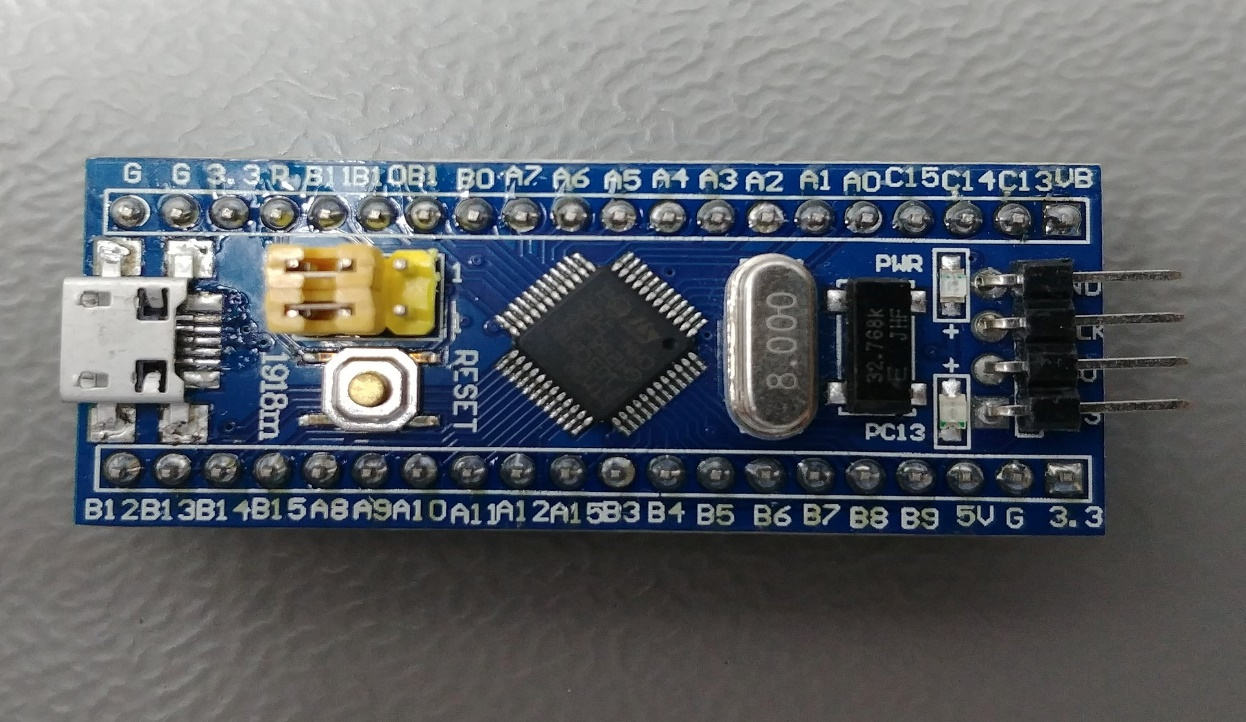 G G 3.3 R B11 B10 B1 B0 A7 A6 A5 A4 A3 A2 A1 A0 C15 C14 C13 VB
PWR
1
+
+
PC13
8.000
32.768k
JHF
RESET
1918m
ST
B12 B13 B14 B15 A8 A9 A10 A11 A12 A15 B3 B4 B5 B6 B7 B8 B9 5V G 3.3